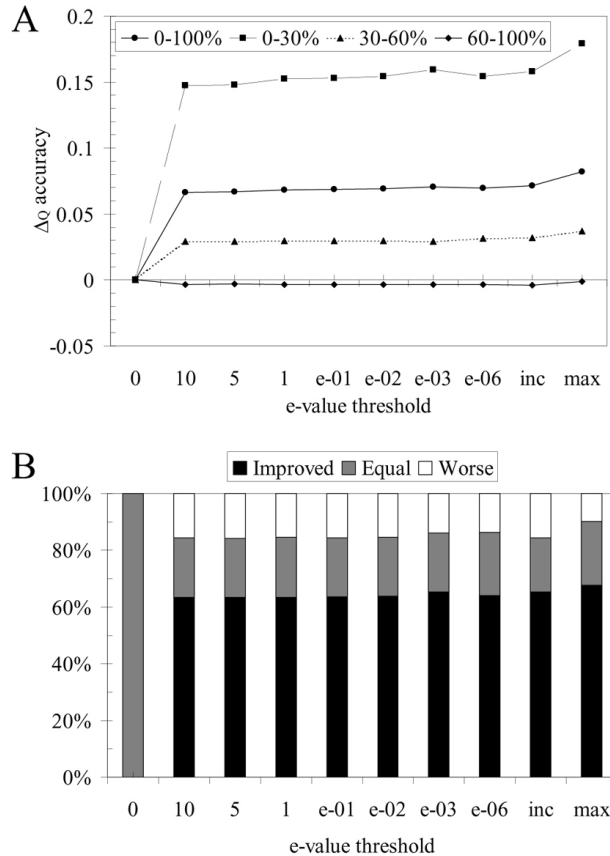 A
0.2
0-100% 0-30% 30-60% 60-100%
0.15
0.1
0.05
0
-0.05
ΔQ accuracy
0 10 5 1 e-01 e-02 e-03 e-06 inc max
e-value threshold
B
Improved Equal Worse
100%
80%
60%
40%
20%
0%
0 10 5 1 e-01 e-02 e-03 e-06 inc max
e-value threshold